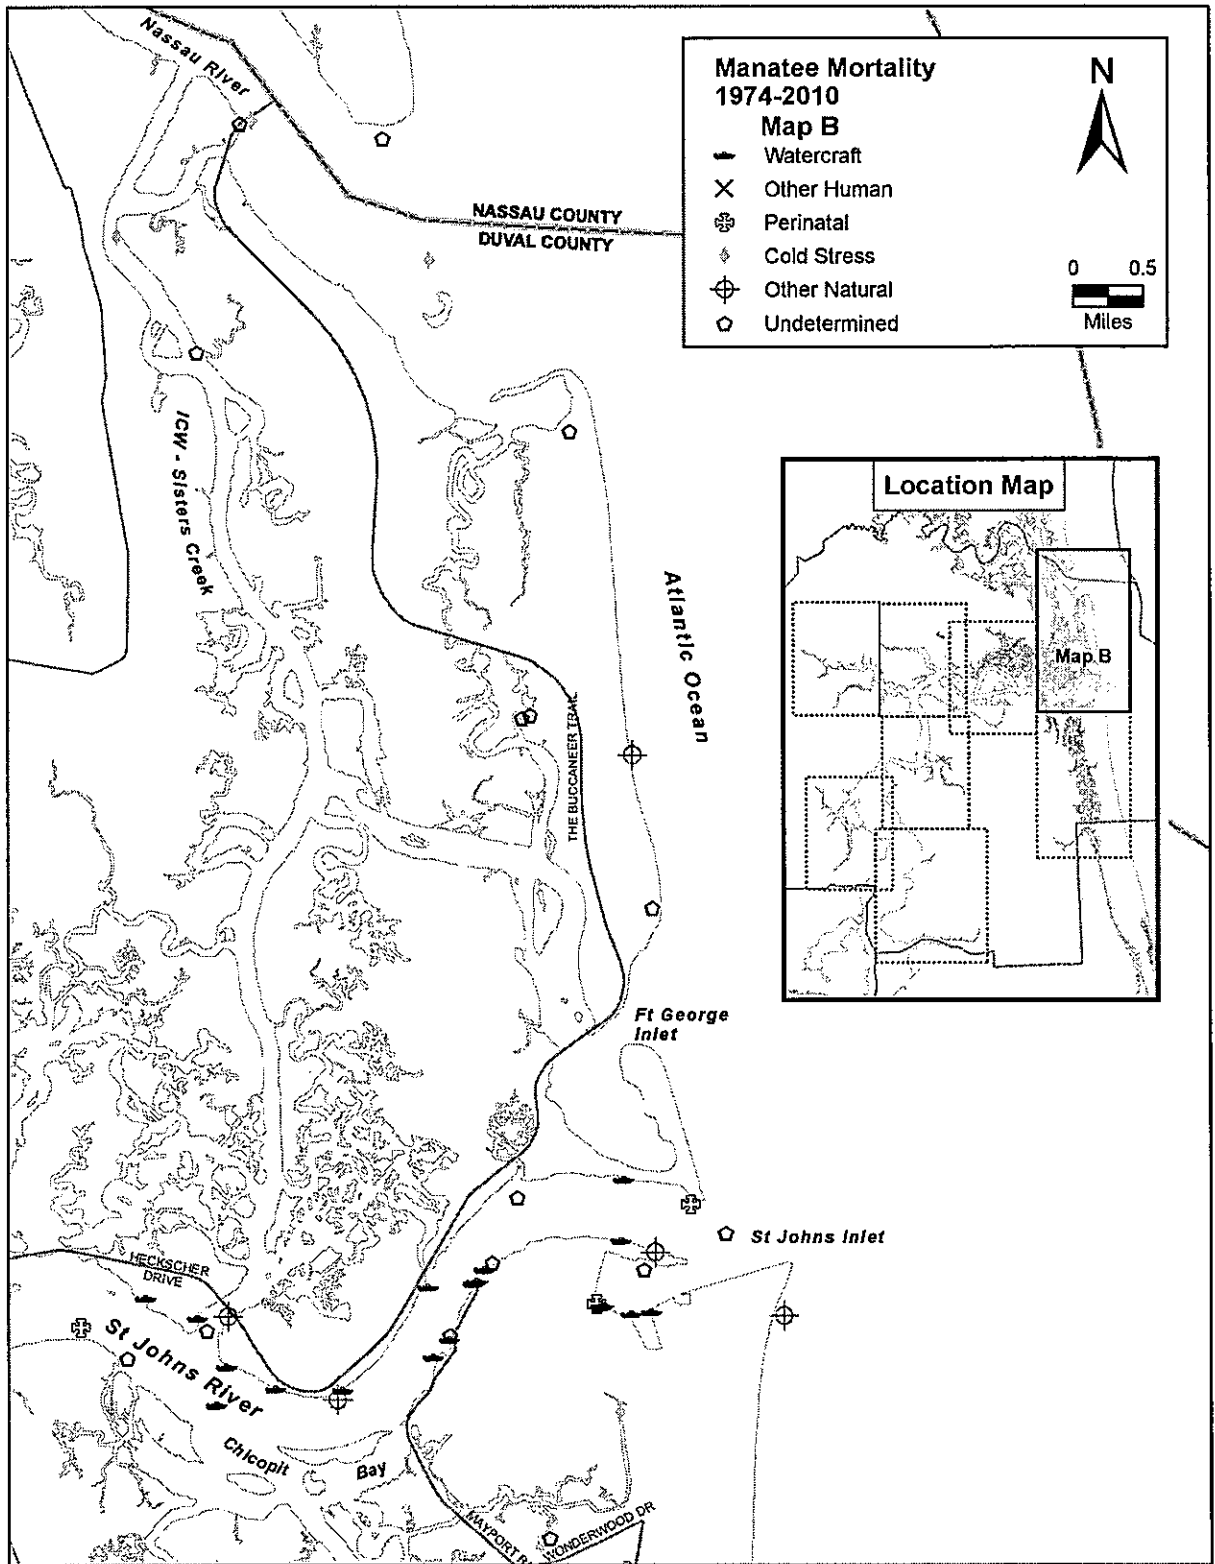 Nassau River
Manatee Mortality
1974-2010
Map B
Watercraft
Other Human
Perinatal
Cold Stress
Other Natural
Undetermined
N
0 0.5
Miles
NASSAU COUNTY
DUVAL COUNTY
ICW - Sisters Creek
Atlantic Ocean
Location Map
Map B
THE BUCCANEER TRAIL
Ft George
Inlet
St Johns Inlet
HECKSCHER
DRIVE
St Johns River
Chicopit Bay
MAYPORT
WONDERWOOD DR